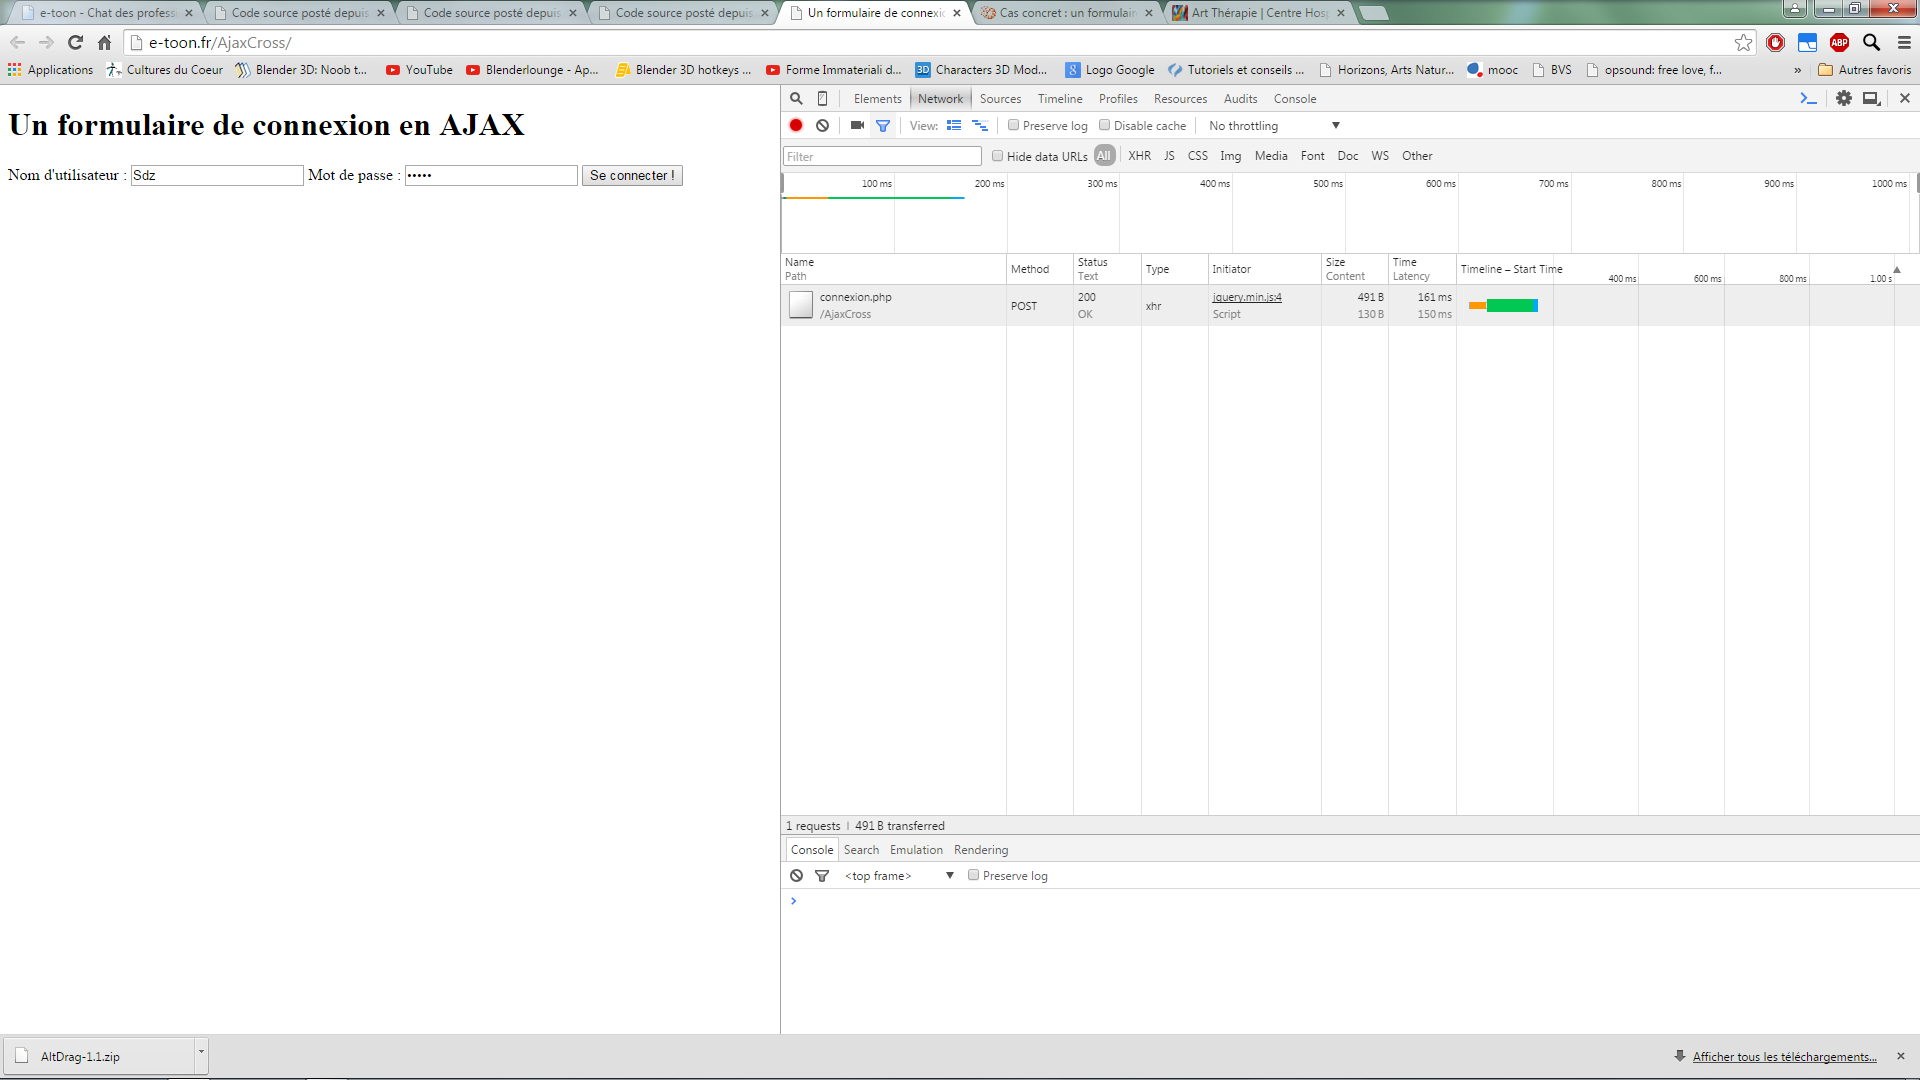 e-toon - Chat des profess
Code source posté depuis
Code source posté depuis
Code source posté depuis
Un formulaire de connexio
Cas concret : un formulair
Art Thérapie | Centre Hosp
e-toon.fr/AjaxCross/
ABP
Applications
Cultures du Coeur
Blender 3D: Noob t...
YouTube
Blenderlounge - Ap...
Blender 3D hotkeys ...
Forme Immateriali d...
3D
Characters 3D Mod...
g
Logo Google
Tutoriels et conseils ...
Horizons, Arts Natur...
mooc
BVS
opsound: free love, f...
»
Autres favoris
Un formulaire de connexion en AJAX
Nom d'utilisateur : Sdz Mot de passe : ••••• Se connecter !
Elements Network Sources Timeline Profiles Resources Audits Console
View: Preserve log Disable cache No throttling
Filter Hide data URLs All XHR JS CSS Img Media Font Doc WS Other
100 ms 200 ms 300 ms 400 ms 500 ms 600 ms 700 ms 800 ms 900 ms 1000 ms
Name Method Status Type Initiator Size Time Timeline – Start Time
Path Text Content Latency 400 ms 600 ms 800 ms 1.00 s
connexion.php POST 200 xhr jquery.min.js:4 491 B 161 ms
/AjaxCross OK Script 130 B 150 ms
1 requests | 491 B transferred
Console Search Emulation Rendering
<top frame> Preserve log
>
AltDrag-1.1.zip
Afficher tous les téléchargements...